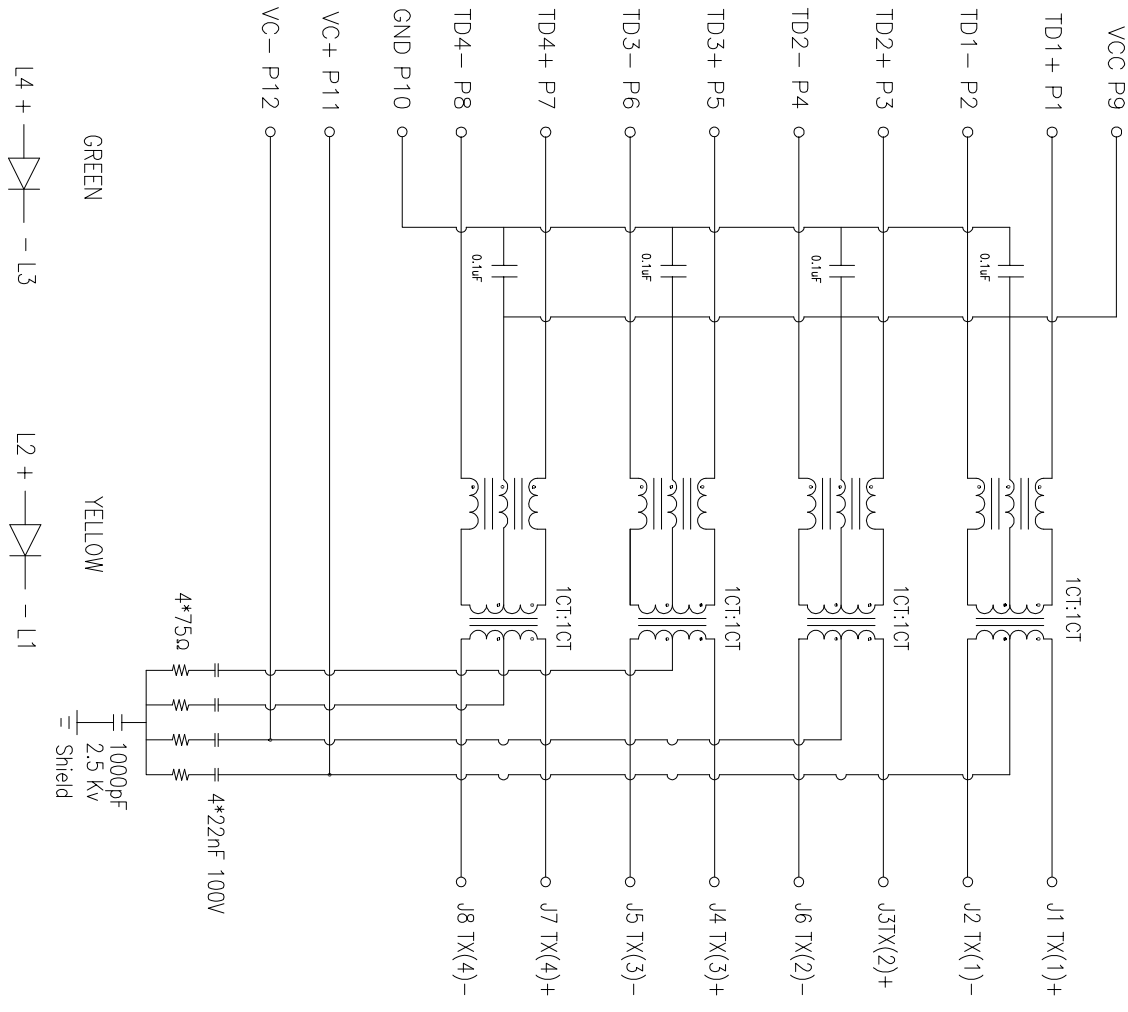 VCC P9
TD1+ P1
TD1- P2
TD2+ P3
TD2- P4
TD3+ P5
TD3- P6
TD4+ P7
TD4- P8
GND P10
VC+ P11
VC- P12
0.1uF
0.1uF
0.1uF
0.1uF
1CT:1CT
1CT:1CT
1CT:1CT
1CT:1CT
J1 TX(1)+
J2 TX(1)-
J3TX(2)+
J6 TX(2)-
J4 TX(3)+
J5 TX(3)-
J7 TX(4)+
J8 TX(4)-
4*75Ω
4*22nF 100V
1000pF
2.5 Kv
Shield
GREEN
L4 + - L3
YELLOW
L2 + - L1